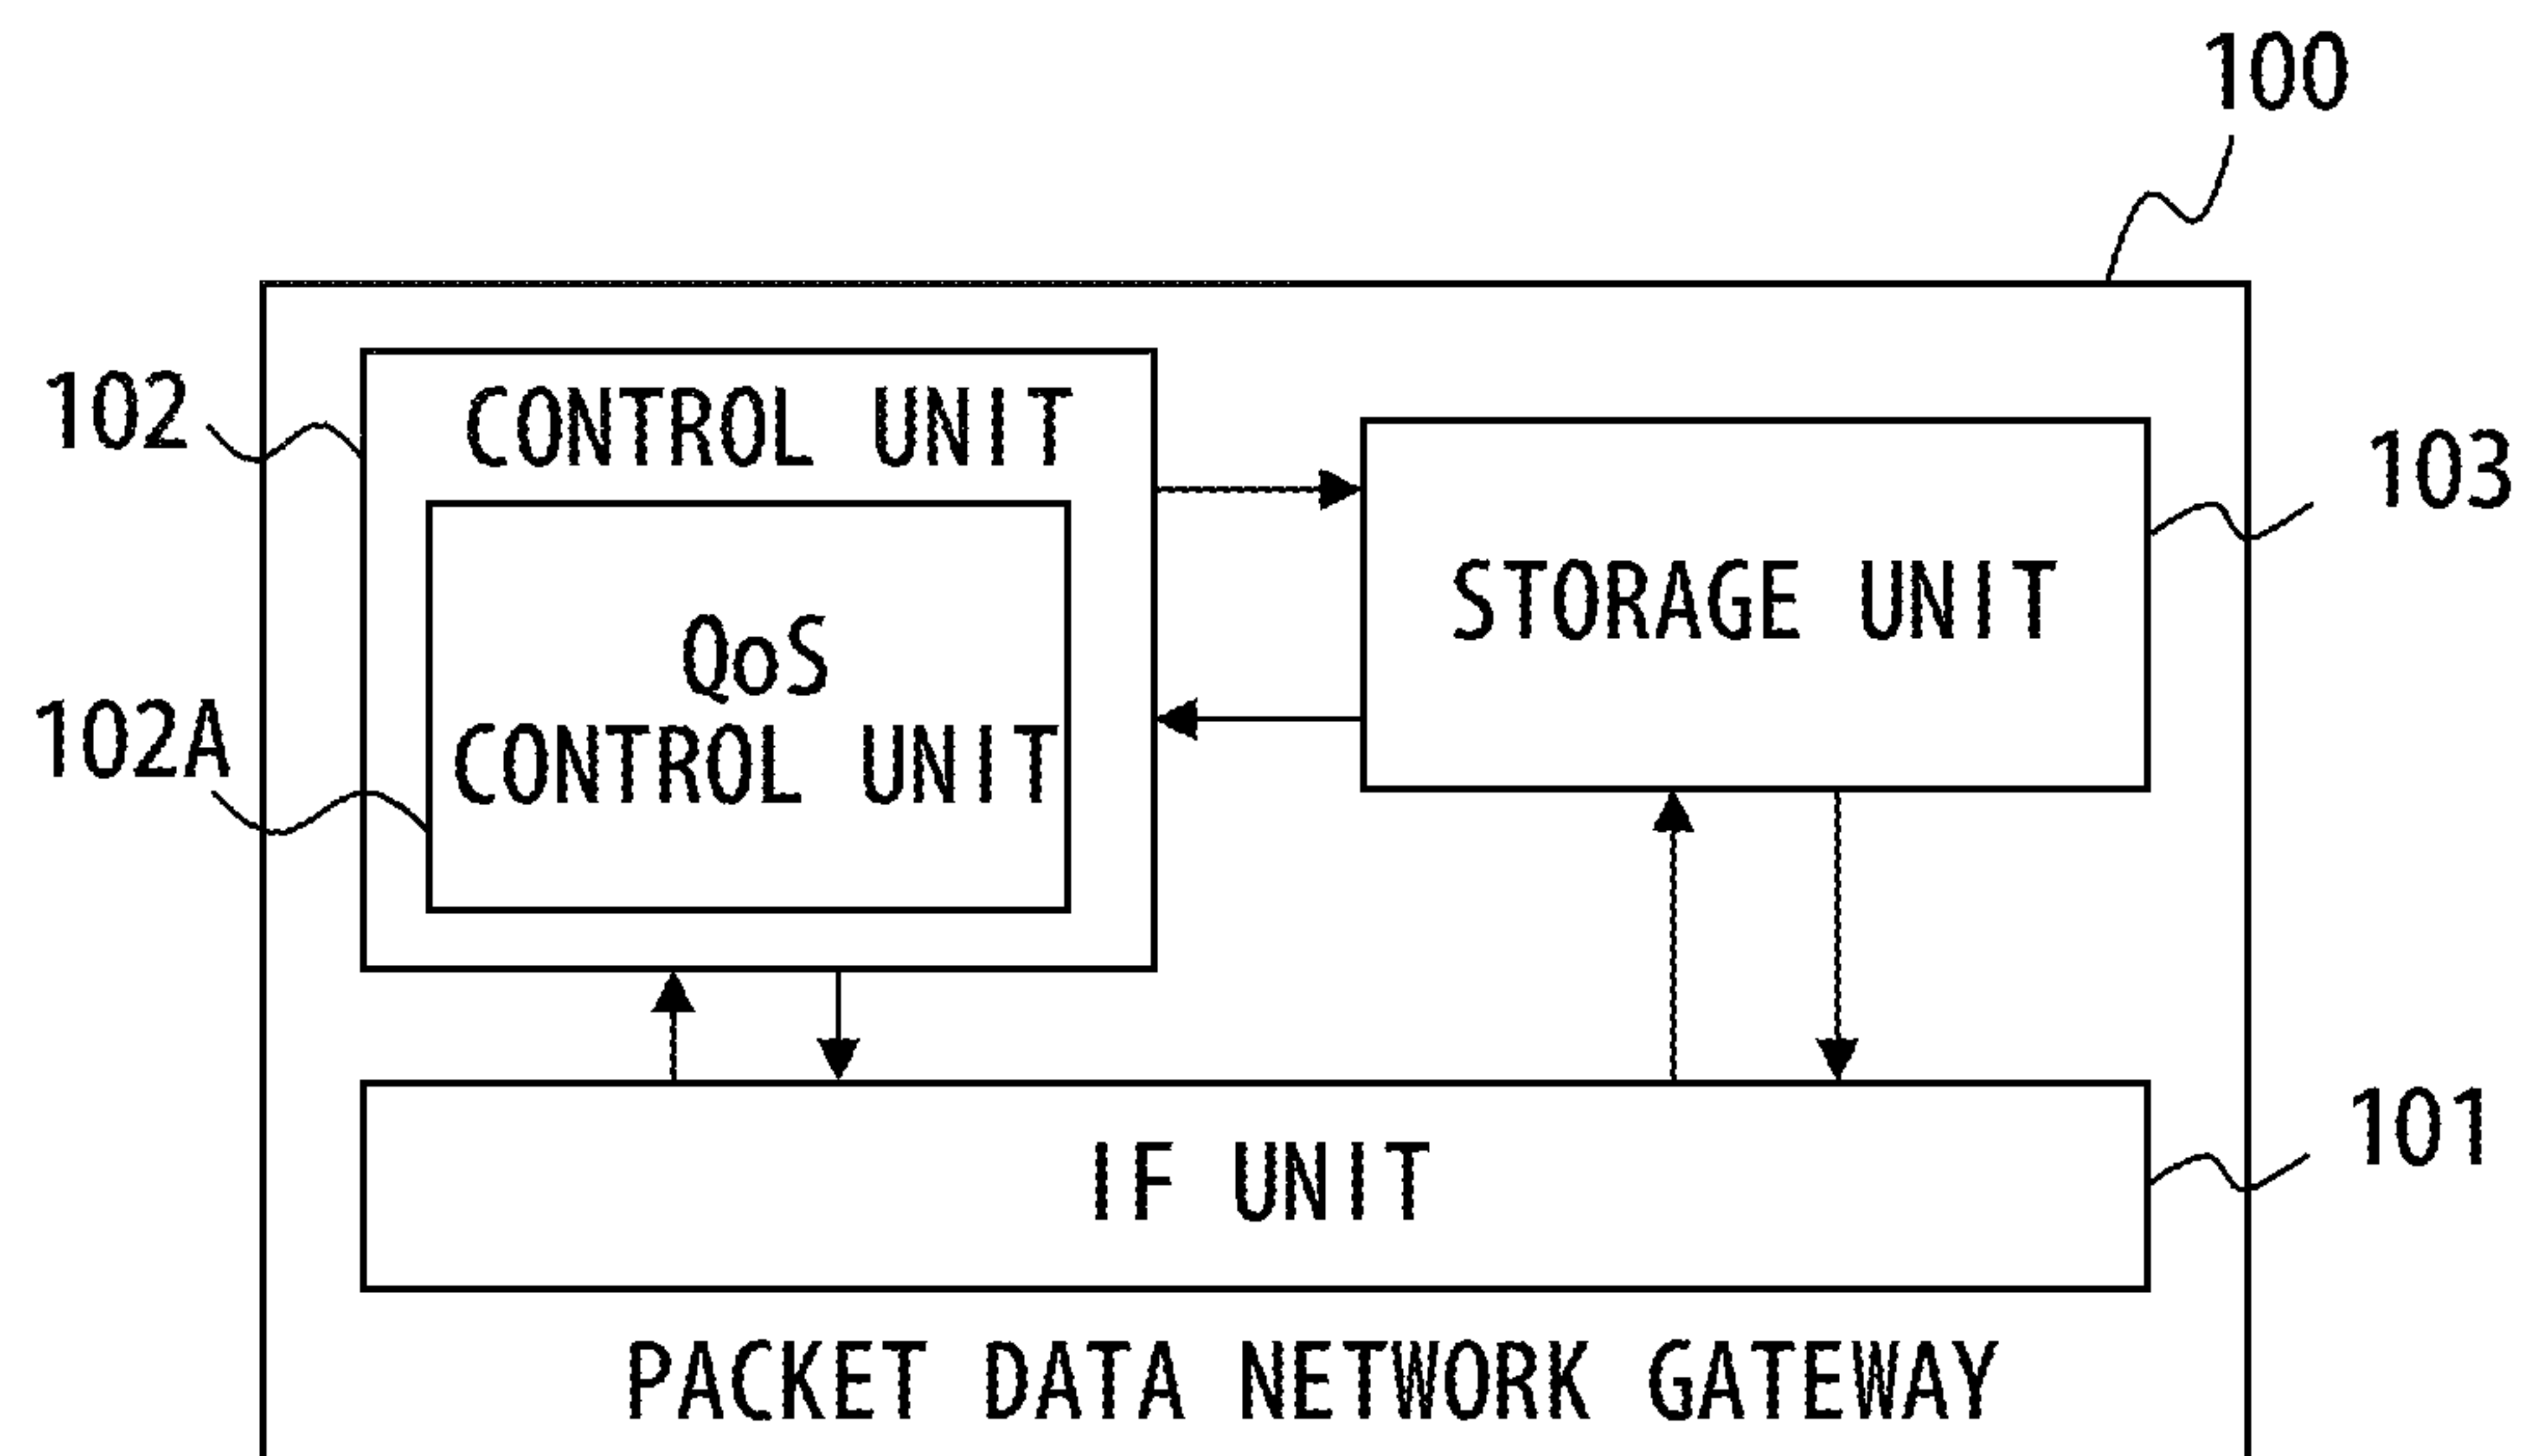 100
102
CONTROL UNIT
103
STORAGE UNIT
QoS
CONTROL UNIT
102A
101
IF UNIT
PACKET DATA NETWORK GATEWAY